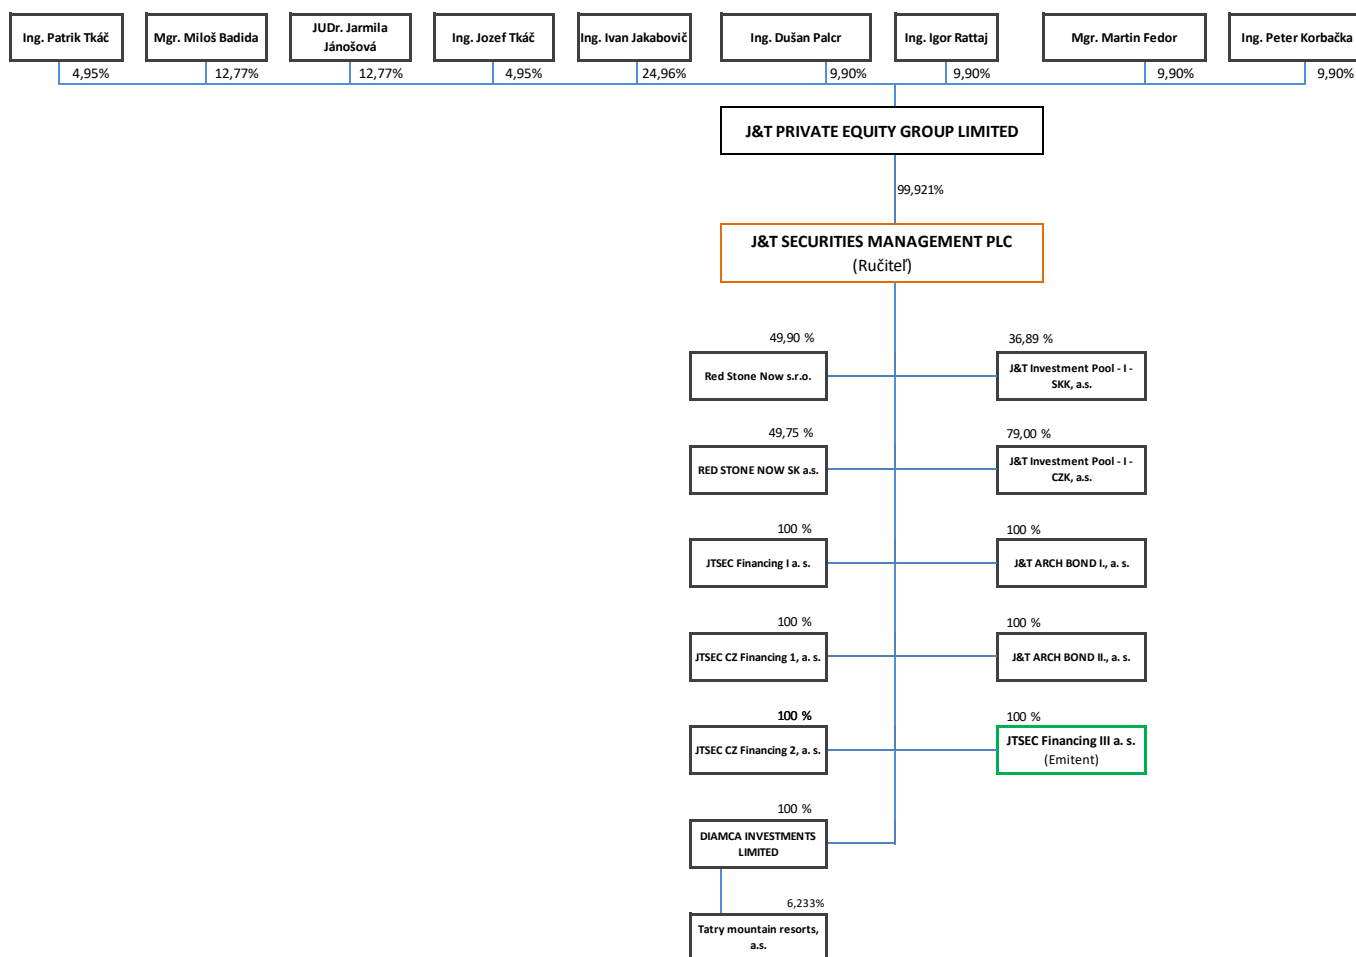 Ing. Patrik Tkáč
Mgr. Miloš Badida
JUDr. Jarmila
Jánošová
Ing. Jozef Tkáč
Ing. Ivan Jakabovič
Ing. Dušan Palcr
Ing. Igor Rattaj
Mgr. Martin Fedor
Ing. Peter Korbačka
4,95%
12,77%
12,77%
4,95%
24,96%
9,90%
9,90%
9,90%
9,90%
J&T PRIVATE EQUITY GROUP LIMITED
99,921%
J&T SECURITIES MANAGEMENT PLC
(Ručiteľ)
49,90 %
36,89 %
Red Stone Now s.r.o.
J&T Investment Pool - I -
SKK, a.s.
49,75 %
79,00 %
RED STONE NOW SK a.s.
J&T Investment Pool - I -
CZK, a.s.
100 %
100 %
JTSEC Financing I a. s.
J&T ARCH BOND I., a. s.
100 %
100 %
JTSEC CZ Financing 1, a. s.
J&T ARCH BOND II., a. s.
100 %
100 %
JTSEC CZ Financing 2, a. s.
JTSEC Financing III a. s.
(Emitent)
100 %
DIAMCA INVESTMENTS
LIMITED
6,233%
Tatry mountain resorts,
a.s.